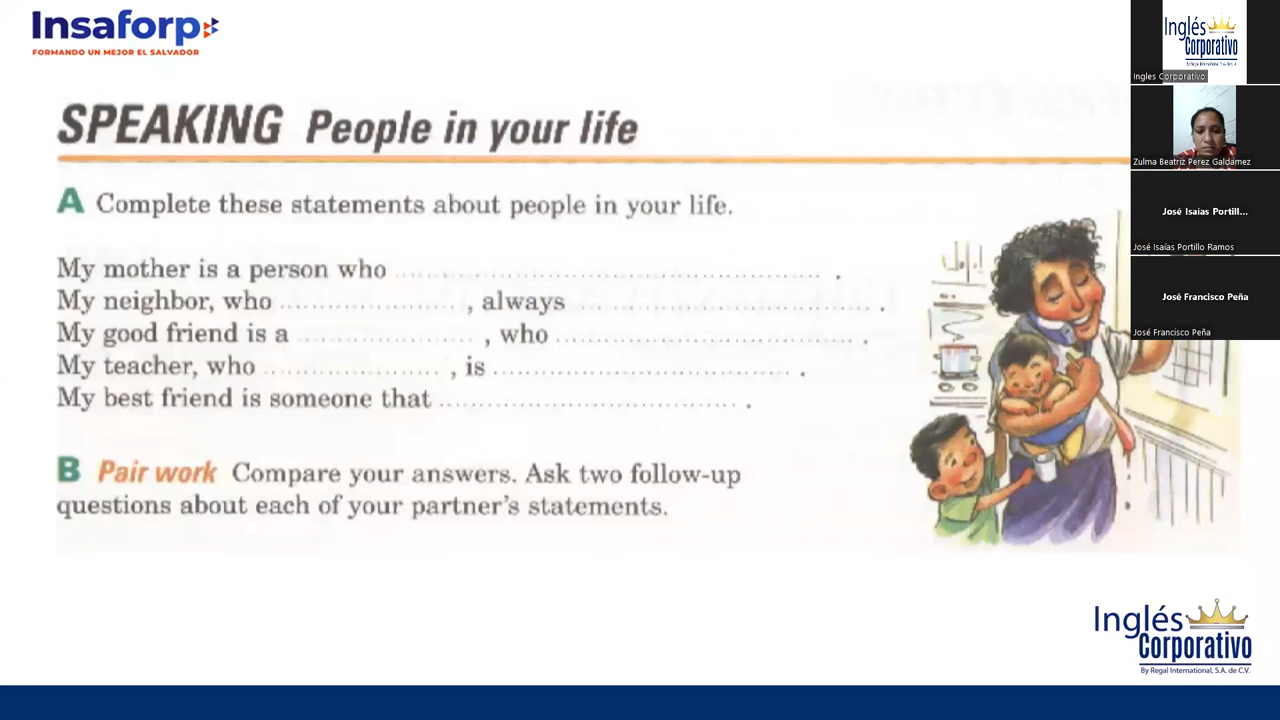 Insaforp
FORMANDO UN MEJOR EL SALVADOR
SPEAKING People in your life
A Complete these statements about people in your life.
My mother is a person who .................... .
My neighbor, who .................... , always .................... .
My good friend is a .................... , who .................... .
My teacher, who .................... , is .................... .
My best friend is someone that .................... .
B Pair work Compare your answers. Ask two follow-up
questions about each of your partner's statements.
Inglés
Corporativo
By Regal International, S.A. de C.V.
Inglés
Corporativo
Ingles Corporativo
Zulma Beatriz Perez Galdamez
José Isaías Portill...
José Isaías Portillo Ramos
José Francisco Peña
José Francisco Peña